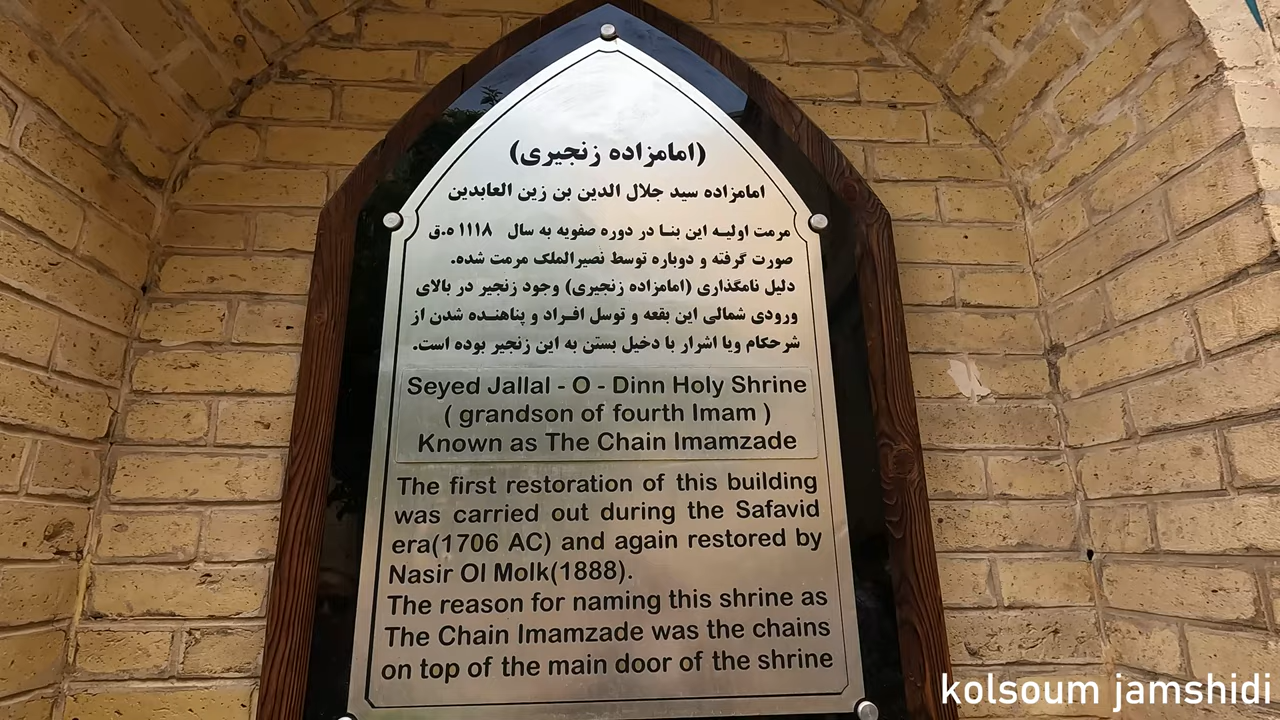 (امامزاده زنجیری)
امامزاده سید جلال الدین بن زین العابدین
مرمت اولیـه این بنـا در دوره صفویه به سال ۱۱۱۸ ه.ق
صورت گرفته و دوباره توسط نصیرالملک مرمت شده.
دلیل نامگذاری (امامزاده زنجیری) وجود زنجیر در بالای
ورودی شمالی این بقعه و توسل افـراد و پناهنـده شدن از
شرحکام ویا اشرار با دخیل بستن به این زنجیر بوده است.
Seyed Jallal - O - Dinn Holy Shrine
( grandson of fourth Imam )
Known as The Chain Imamzade
The first restoration of this building
was carried out during the Safavid
era(1706 AC) and again restored by
Nasir Ol Molk(1888).
The reason for naming this shrine as
The Chain Imamzade was the chains
on top of the main door of the shrine
kolsoum jamshidi